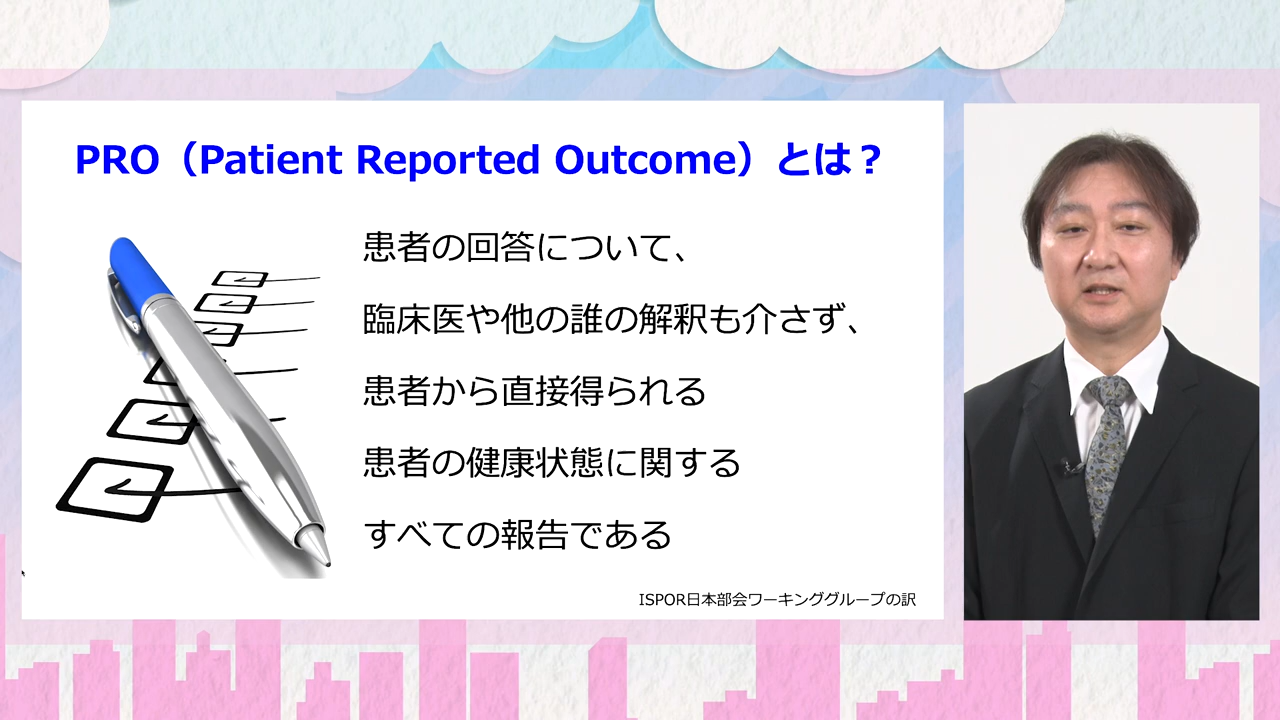 PRO（Patient Reported Outcome）とは？
患者の回答について、
臨床医や他の誰の解釈も介さず、
患者から直接得られる
患者の健康状態に関する
すべての報告である
ISPOR日本部会ワーキンググループの訳